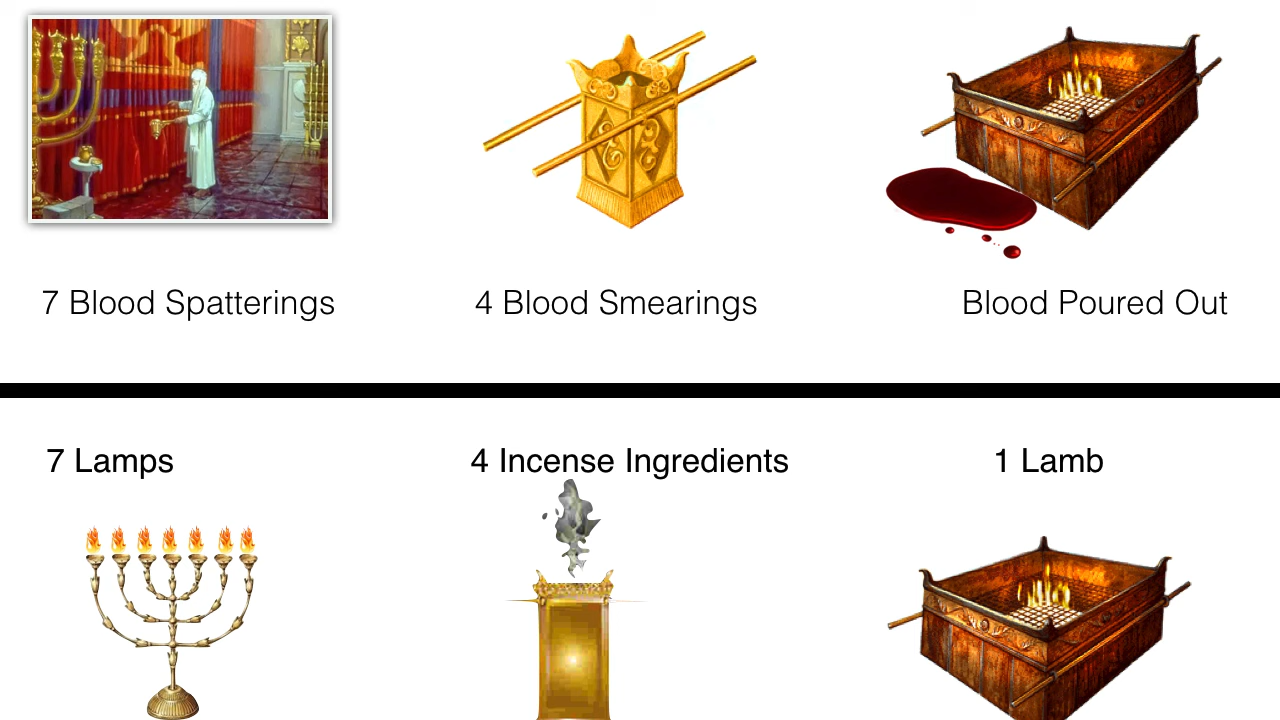 7 Blood Spatterings
4 Blood Smearings
Blood Poured Out
7 Lamps
4 Incense Ingredients
1 Lamb